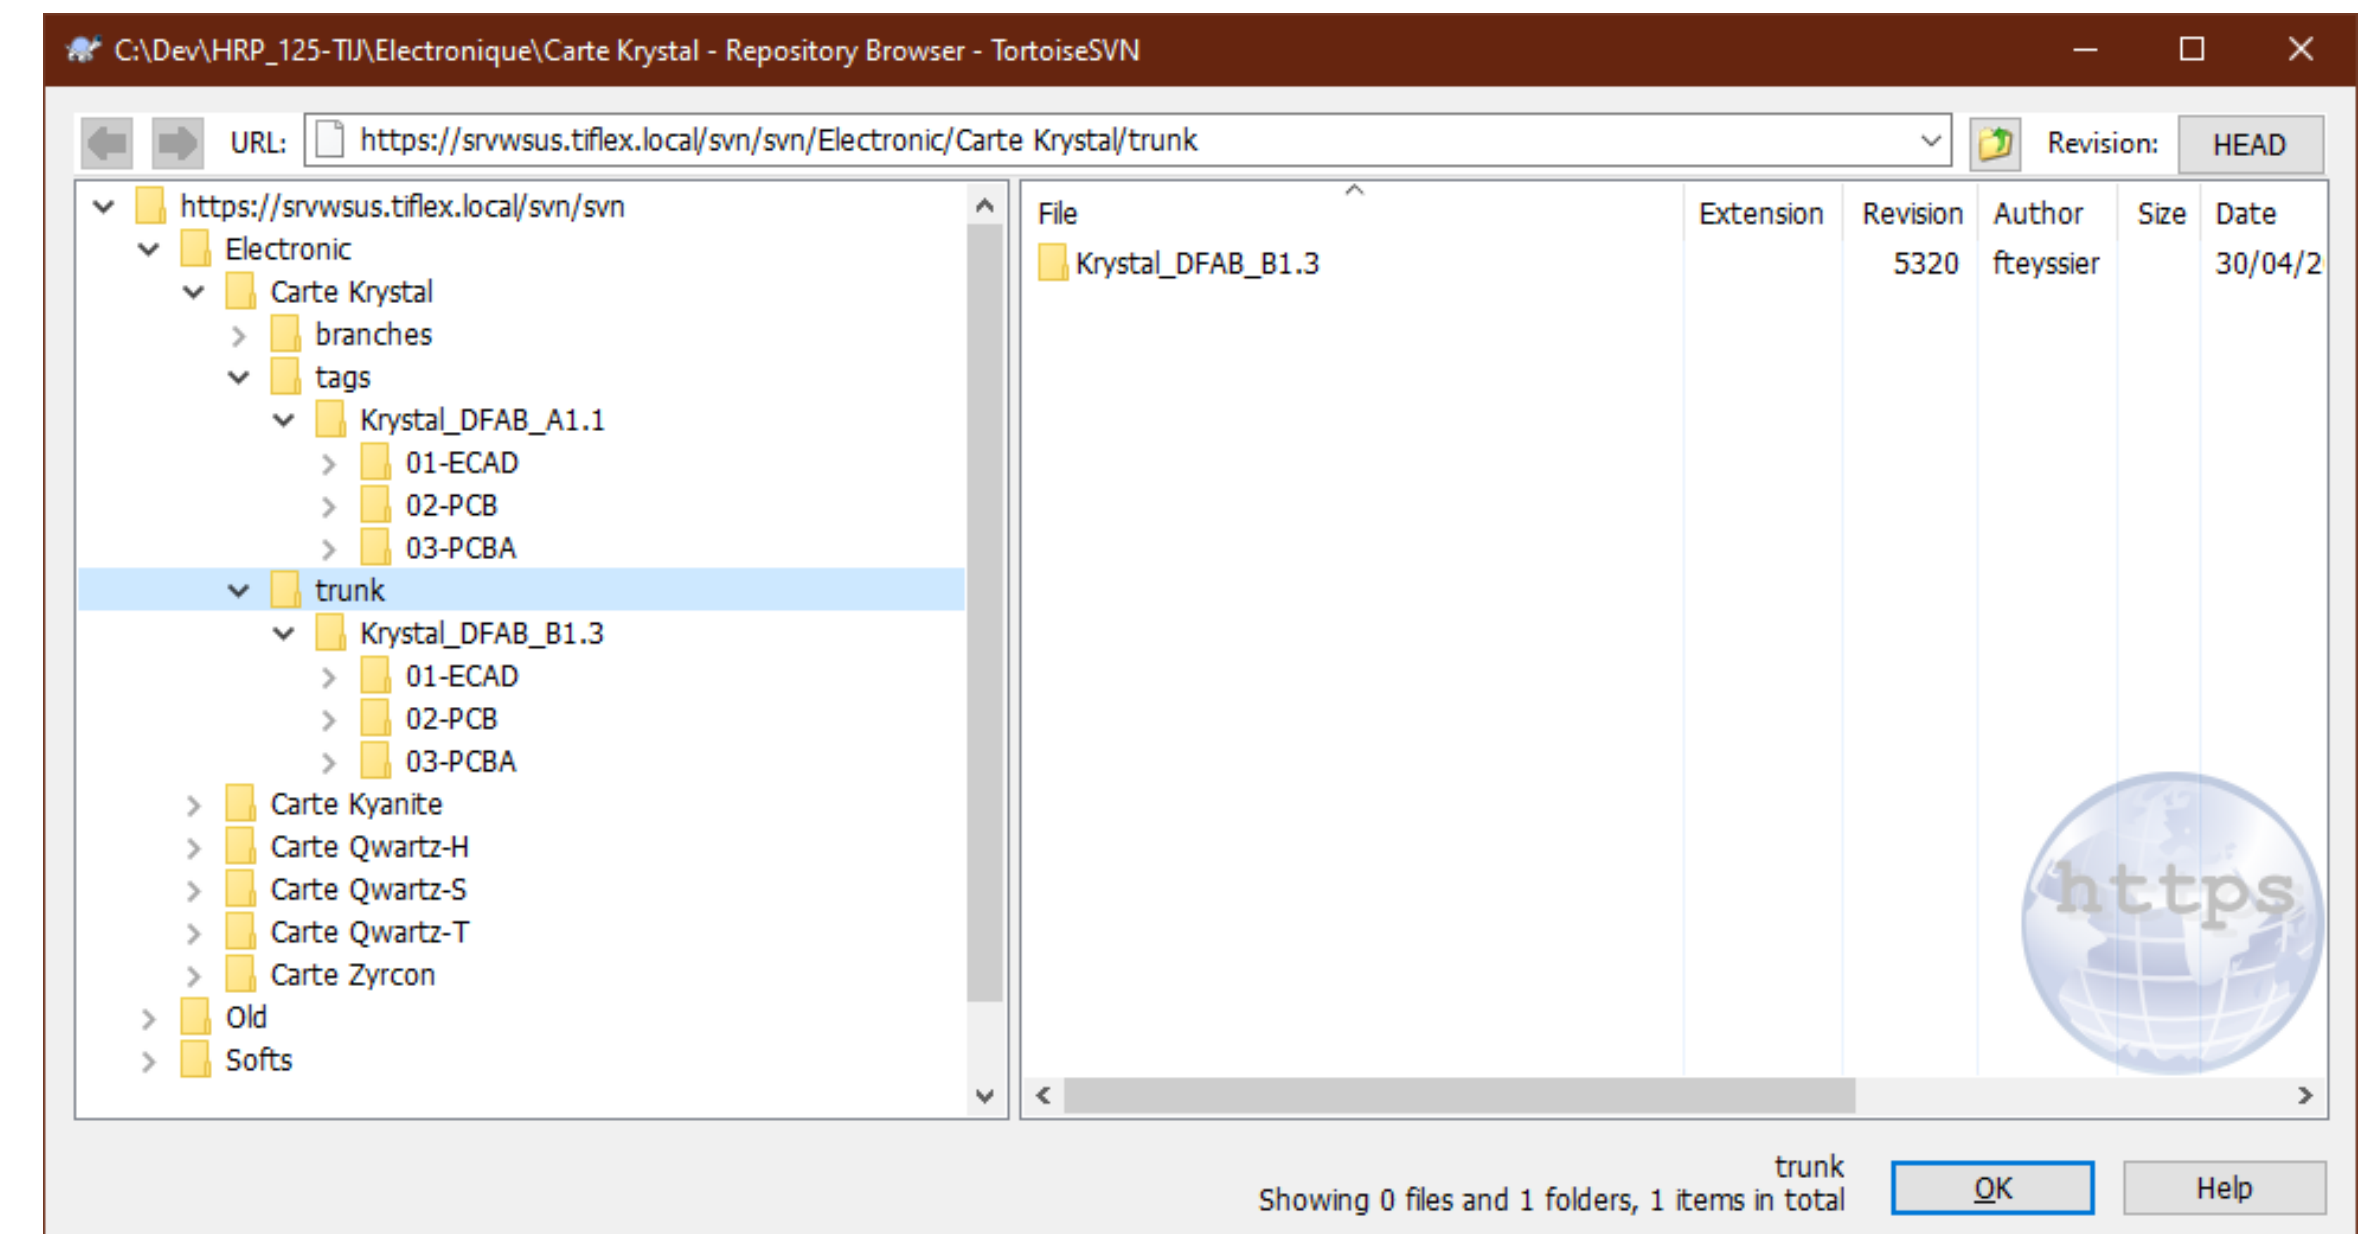 C:\Dev\HRP_125-TIJ\Electronique\Carte Krystal - Repository Browser - TortoiseSVN
URL: https://srvwsus.tiflex.local/svn/svn/Electronic/Carte Krystal/trunk Revision: HEAD
https://srvwsus.tiflex.local/svn/svn
Electronic
Carte Krystal
branches
tags
Krystal_DFAB_A1.1
01-ECAD
02-PCB
03-PCBA
trunk
Krystal_DFAB_B1.3
01-ECAD
02-PCB
03-PCBA
Carte Kyanite
Carte Qwartz-H
Carte Qwartz-S
Carte Qwartz-T
Carte Zyrcon
Old
Softs
File Extension Revision Author Size Date
Krystal_DFAB_B1.3 5320 fteyssier 30/04/2
https
trunk
Showing 0 files and 1 folders, 1 items in total
OK Help